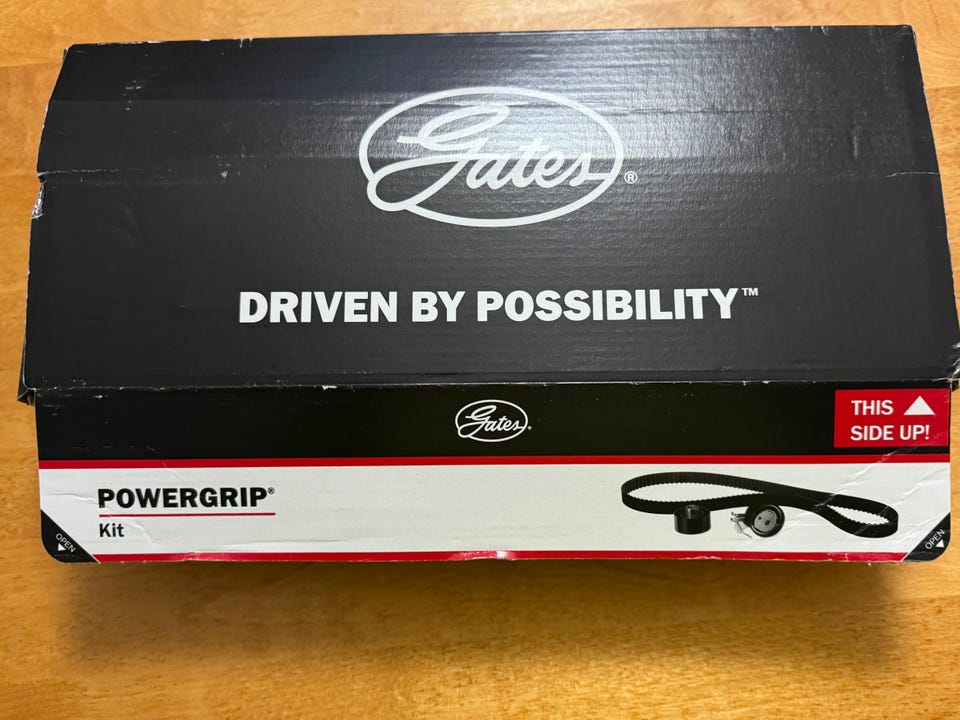 Gates®
DRIVEN BY POSSIBILITY™
Gates®
THIS
SIDE UP!
POWERGRIP®
Kit
OPEN
OPEN